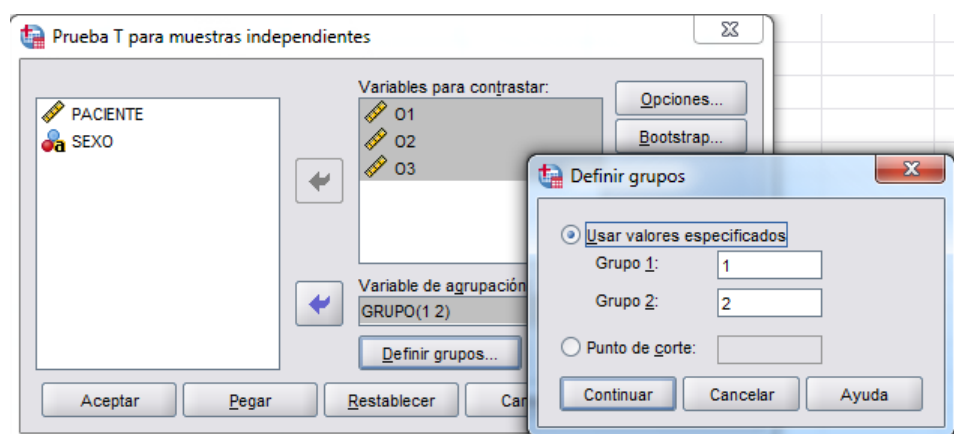 Prueba T para muestras independientes
PACIENTE
SEXO
Variables para contrastar:
O1
O2
O3
Opciones...
Bootstrap...
Variable de agrupación
GRUPO(1 2)
Definir grupos...
Aceptar
Pegar
Restablecer
Definir grupos
Usar valores especificados
Grupo 1:
1
Grupo 2:
2
Punto de corte:
Continuar
Cancelar
Ayuda